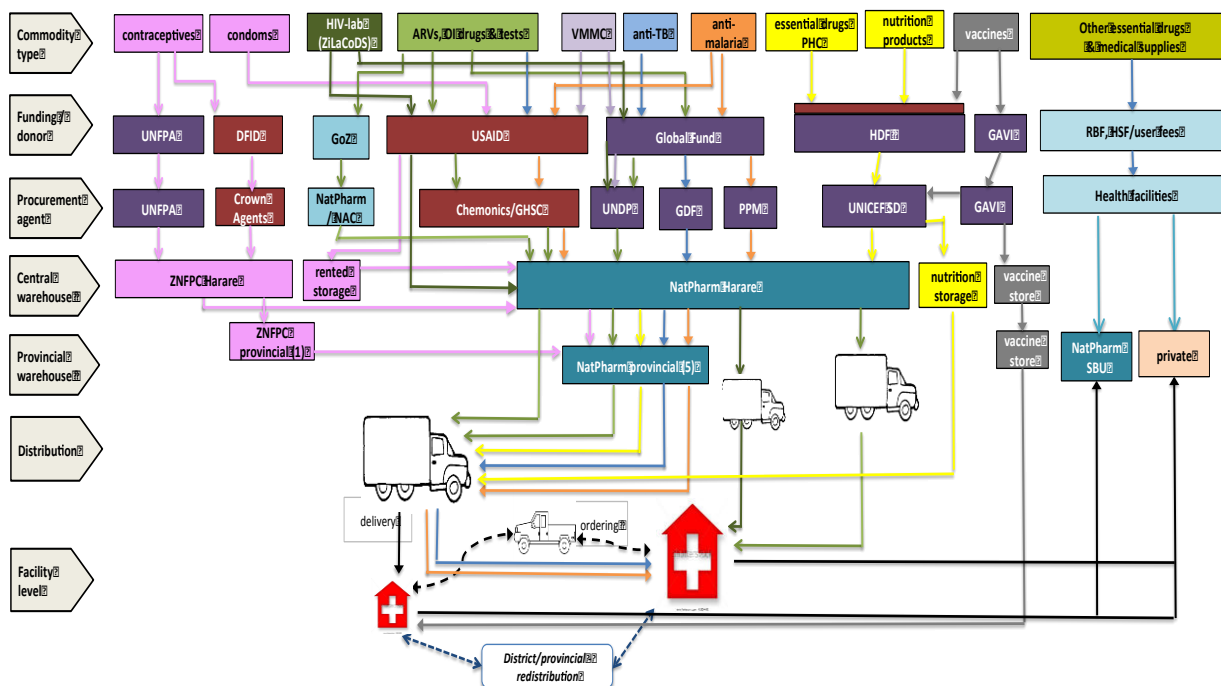 Commodity
type
contraceptives
condoms
HIV-lab
(ZiLaCoDS)
ARVs, OI drugs & tests
VMMC
anti-TB
anti-
malaria
essential drugs
PHC
nutrition
products
vaccines
Other essential drugs
& medical supplies
Funding/
donor
UNFPA
DFID
GoZ
USAID
Global Fund
HDF
GAVI
RBF, HSF/user fees
Procurement
agent
UNFPA
Crown
Agents
NatPharm
/ NAC
Chemonics/GHSC
UNDP
GDF
PPM
UNICEF SD
GAVI
Health facilities
Central
warehouse
ZNFPC Harare
rented
storage
NatPharm Harare
nutrition
storage
vaccine
store
Provincial
warehouse
ZNFPC
provincial (1)
NatPharm provincial (5)
vaccine
store
NatPharm
SBU
private
Distribution
delivery
ordering
Facility
level
District/provincial
redistribution